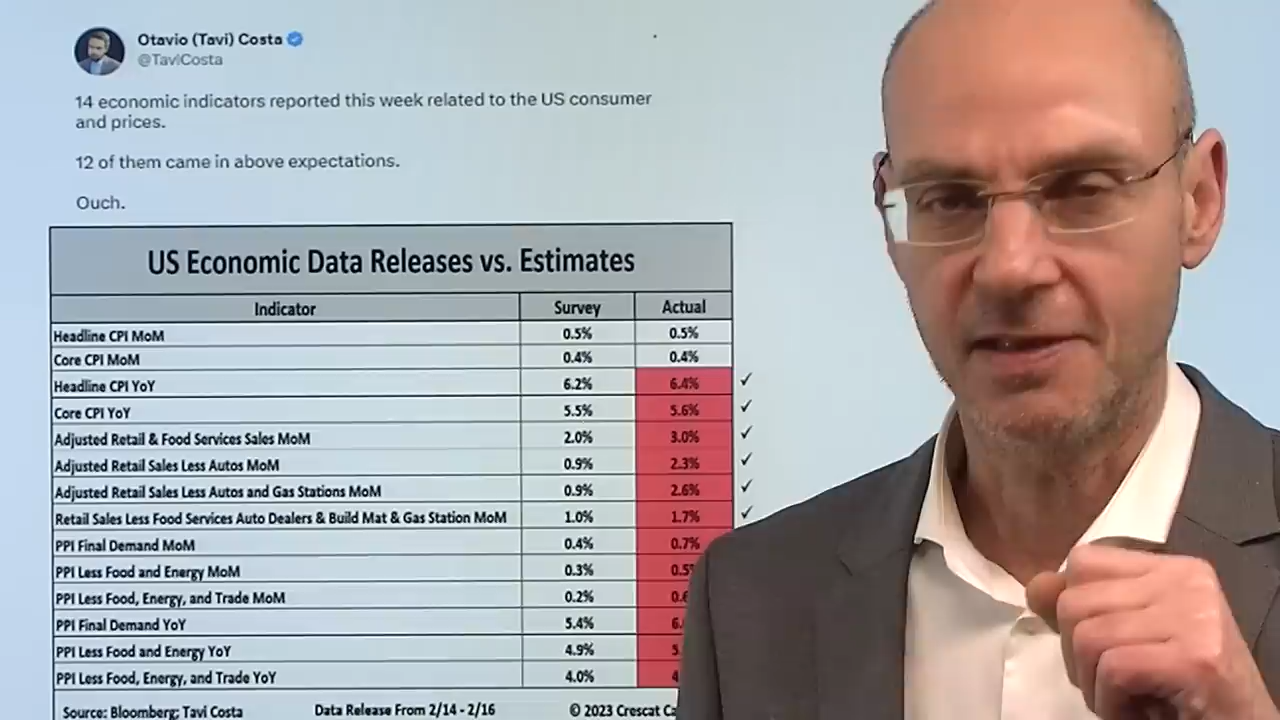 Otavio (Tavi) Costa
@TaviCosta
14 economic indicators reported this week related to the US consumer
and prices.
12 of them came in above expectations.
Ouch.
US Economic Data Releases vs. Estimates
Indicator Survey Actual
Headline CPI MoM 0.5% 0.5%
Core CPI MoM 0.4% 0.4%
Headline CPI YoY 6.2% 6.4% ✓
Core CPI YoY 5.5% 5.6% ✓
Adjusted Retail & Food Services Sales MoM 2.0% 3.0% ✓
Adjusted Retail Sales Less Autos MoM 0.9% 2.3% ✓
Adjusted Retail Sales Less Autos and Gas Stations MoM 0.9% 2.6% ✓
Retail Sales Less Food Services Auto Dealers & Build Mat & Gas Station MoM 1.0% 1.7% ✓
PPI Final Demand MoM 0.4% 0.7%
PPI Less Food and Energy MoM 0.3% 0.5
PPI Less Food, Energy, and Trade MoM 0.2%
PPI Final Demand YoY 5.4% 6.
PPI Less Food and Energy YoY 4.9% 5
PPI Less Food, Energy, and Trade YoY 4.0% 4
Source: Bloomberg; Tavi Costa Data Release From 2/14 - 2/16 © 2023 Crescat